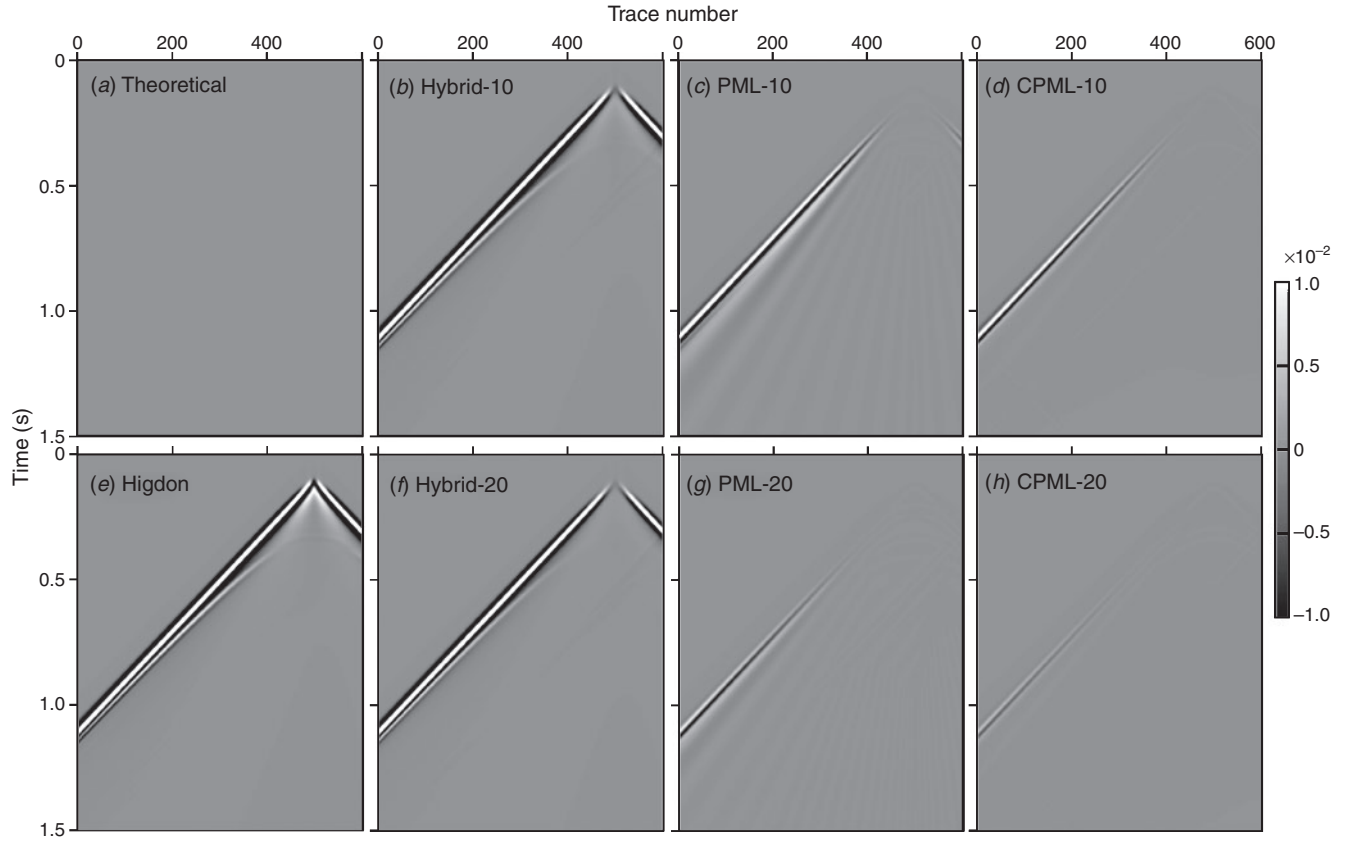 Trace number
0 200 400 0 200 400 0 200 400 0 200 400 600
0
(a) Theoretical (b) Hybrid-10 (c) PML-10 (d) CPML-10
0.5
1.0
1.5
×10⁻²
1.0
0.5
0
−0.5
−1.0
Time (s)
0
(e) Higdon (f) Hybrid-20 (g) PML-20 (h) CPML-20
0.5
1.0
1.5